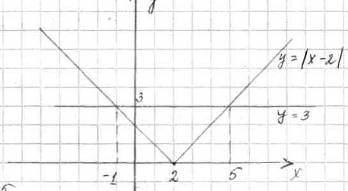 y
y = |x - 2|
3
y = 3
-1
2
5
x